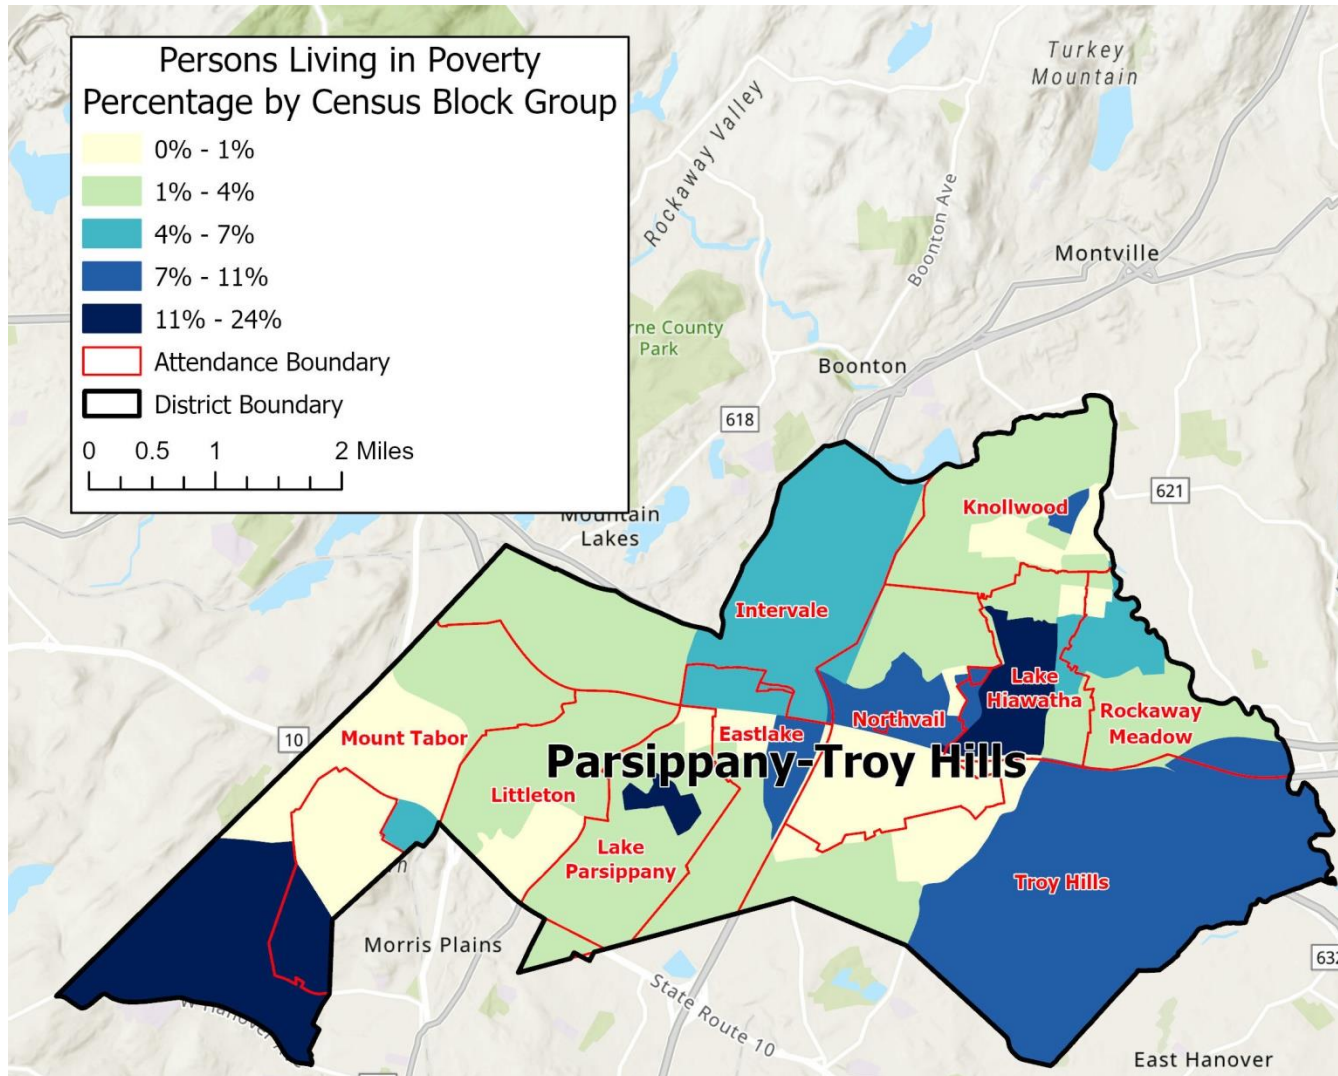 Persons Living in Poverty
Percentage by Census Block Group
0% - 1%
1% - 4%
4% - 7%
7% - 11%
11% - 24%
Attendance Boundary
District Boundary
0 0.5 1 2 Miles
Turkey
Mountain
Rockaway Valley
Boonton Ave
Montville
County
Park
Boonton
618
621
Mountain
Lakes
Knollwood
Intervale
Lake
Hiawatha
Rockaway
Meadow
Northvail
Eastlake
Mount Tabor
10
Parsippany-Troy Hills
Littleton
Lake
Parsippany
Troy Hills
Morris Plains
State Route 10
632
East Hanover